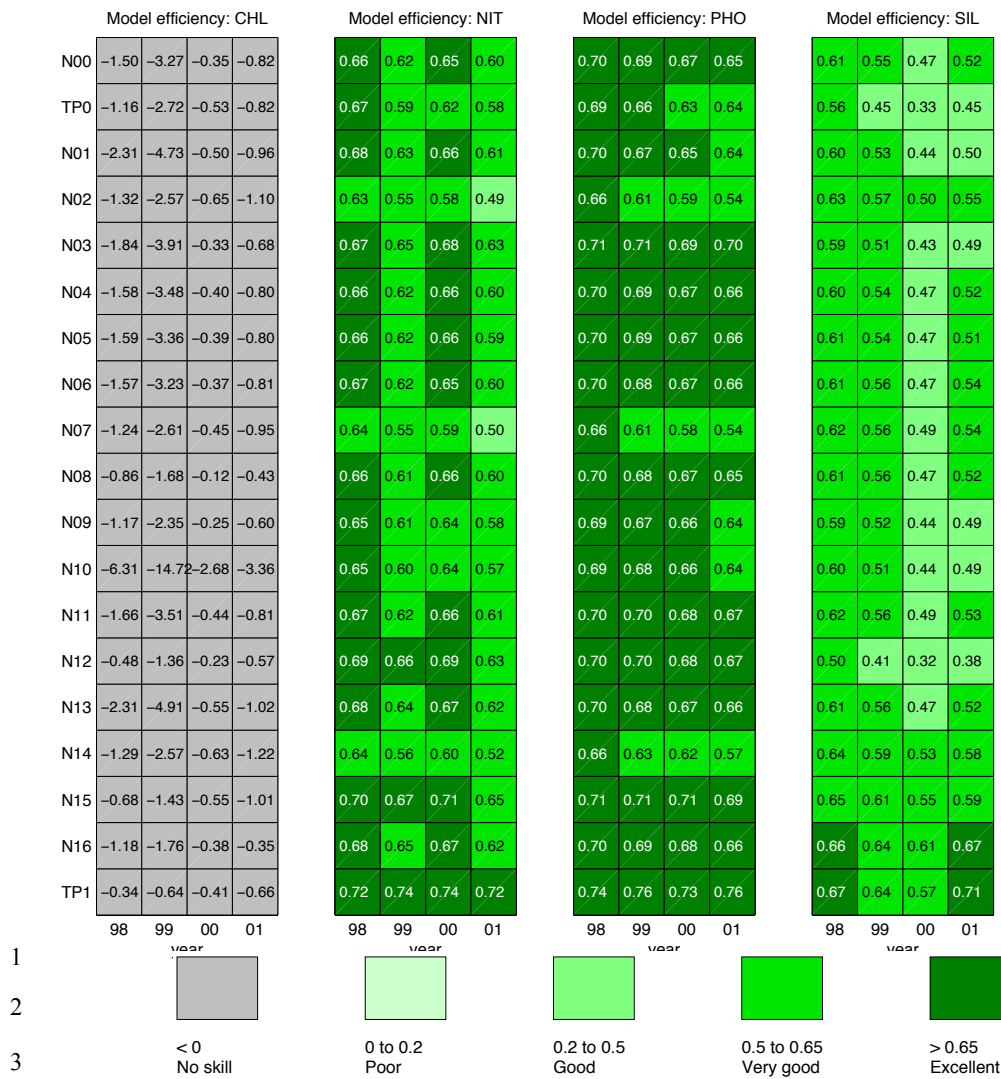 Model efficiency: CHL Model efficiency: NIT Model efficiency: PHO Model efficiency: SIL
N00 −1.50 −3.27 −0.35 −0.82 0.66 0.62 0.65 0.60 0.70 0.69 0.67 0.65 0.61 0.55 0.47 0.52
TP0 −1.16 −2.72 −0.53 −0.82 0.67 0.59 0.62 0.58 0.69 0.66 0.63 0.64 0.56 0.45 0.33 0.45
N01 −2.31 −4.73 −0.50 −0.96 0.68 0.63 0.66 0.61 0.70 0.67 0.65 0.64 0.60 0.53 0.44 0.50
N02 −1.32 −2.57 −0.65 −1.10 0.63 0.55 0.58 0.49 0.66 0.61 0.59 0.54 0.63 0.57 0.50 0.55
N03 −1.84 −3.91 −0.33 −0.68 0.67 0.65 0.68 0.63 0.71 0.71 0.69 0.70 0.59 0.51 0.43 0.49
N04 −1.58 −3.48 −0.40 −0.80 0.66 0.62 0.66 0.60 0.70 0.69 0.67 0.66 0.60 0.54 0.47 0.52
N05 −1.59 −3.36 −0.39 −0.80 0.66 0.62 0.66 0.59 0.70 0.69 0.67 0.66 0.61 0.54 0.47 0.51
N06 −1.57 −3.23 −0.37 −0.81 0.67 0.62 0.65 0.60 0.70 0.68 0.67 0.66 0.61 0.56 0.47 0.54
N07 −1.24 −2.61 −0.45 −0.95 0.64 0.55 0.59 0.50 0.66 0.61 0.58 0.54 0.62 0.56 0.49 0.54
N08 −0.86 −1.68 −0.12 −0.43 0.66 0.61 0.66 0.60 0.70 0.68 0.67 0.65 0.61 0.56 0.47 0.52
N09 −1.17 −2.35 −0.25 −0.60 0.65 0.61 0.64 0.58 0.69 0.67 0.66 0.64 0.59 0.52 0.44 0.49
N10 −6.31 −14.72 −2.68 −3.36 0.65 0.60 0.64 0.57 0.69 0.68 0.66 0.64 0.60 0.51 0.44 0.49
N11 −1.66 −3.51 −0.44 −0.81 0.67 0.62 0.66 0.61 0.70 0.70 0.68 0.67 0.62 0.56 0.49 0.53
N12 −0.48 −1.36 −0.23 −0.57 0.69 0.66 0.69 0.63 0.70 0.70 0.68 0.67 0.50 0.41 0.32 0.38
N13 −2.31 −4.91 −0.55 −1.02 0.68 0.64 0.67 0.62 0.70 0.68 0.67 0.66 0.61 0.56 0.47 0.52
N14 −1.29 −2.57 −0.63 −1.22 0.64 0.56 0.60 0.52 0.66 0.63 0.62 0.57 0.64 0.59 0.53 0.58
N15 −0.68 −1.43 −0.55 −1.01 0.70 0.67 0.71 0.65 0.71 0.71 0.71 0.69 0.65 0.61 0.55 0.59
N16 −1.18 −1.76 −0.38 −0.35 0.68 0.65 0.67 0.62 0.70 0.69 0.68 0.66 0.66 0.64 0.61 0.67
TP1 −0.34 −0.64 −0.41 −0.66 0.72 0.74 0.74 0.72 0.74 0.76 0.73 0.76 0.67 0.64 0.57 0.71
98 99 00 01 98 99 00 01 98 99 00 01 98 99 00 01
year year year year
1
2
< 0 0 to 0.2 0.2 to 0.5 0.5 to 0.65 > 0.65
3 No skill Poor Good Very good Excellent